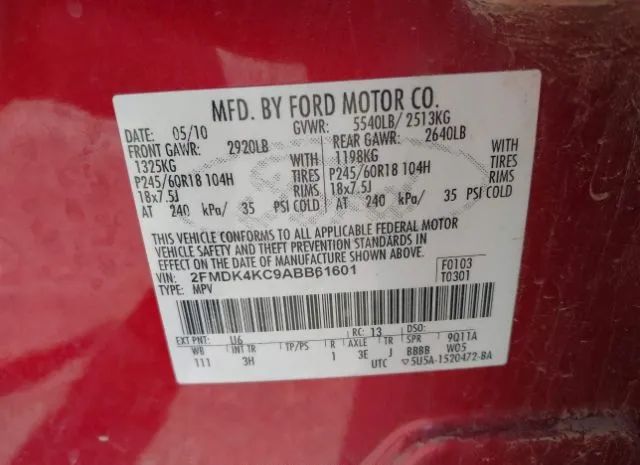 MFD. BY FORD MOTOR CO.
DATE: 05/10 GVWR: 5540LB/ 2513KG
FRONT GAWR: 2920LB REAR GAWR: 2640LB
1325KG WITH 1198KG WITH
P245/60R18 104H TIRES P245/60R18 104H TIRES
18x7.5J RIMS 18x7.5J RIMS
AT 240 kPa/ 35 PSI COLD AT 240 kPa/ 35 PSI COLD
THIS VEHICLE CONFORMS TO ALL APPLICABLE FEDERAL MOTOR
VEHICLE SAFETY AND THEFT PREVENTION STANDARDS IN
EFFECT ON THE DATE OF MANUFACTURE SHOWN ABOVE.
VIN: 2FMDK4KC9ABB61601 F0103
TYPE: MPV T0301
EXT PNT: U6 RC: 13 DSO:
WB INT TR TP/PS R AXLE TR SPR 9Q11A
111 3H 1 3E J BBBB W05
UTC 5U5A-1520472-BA